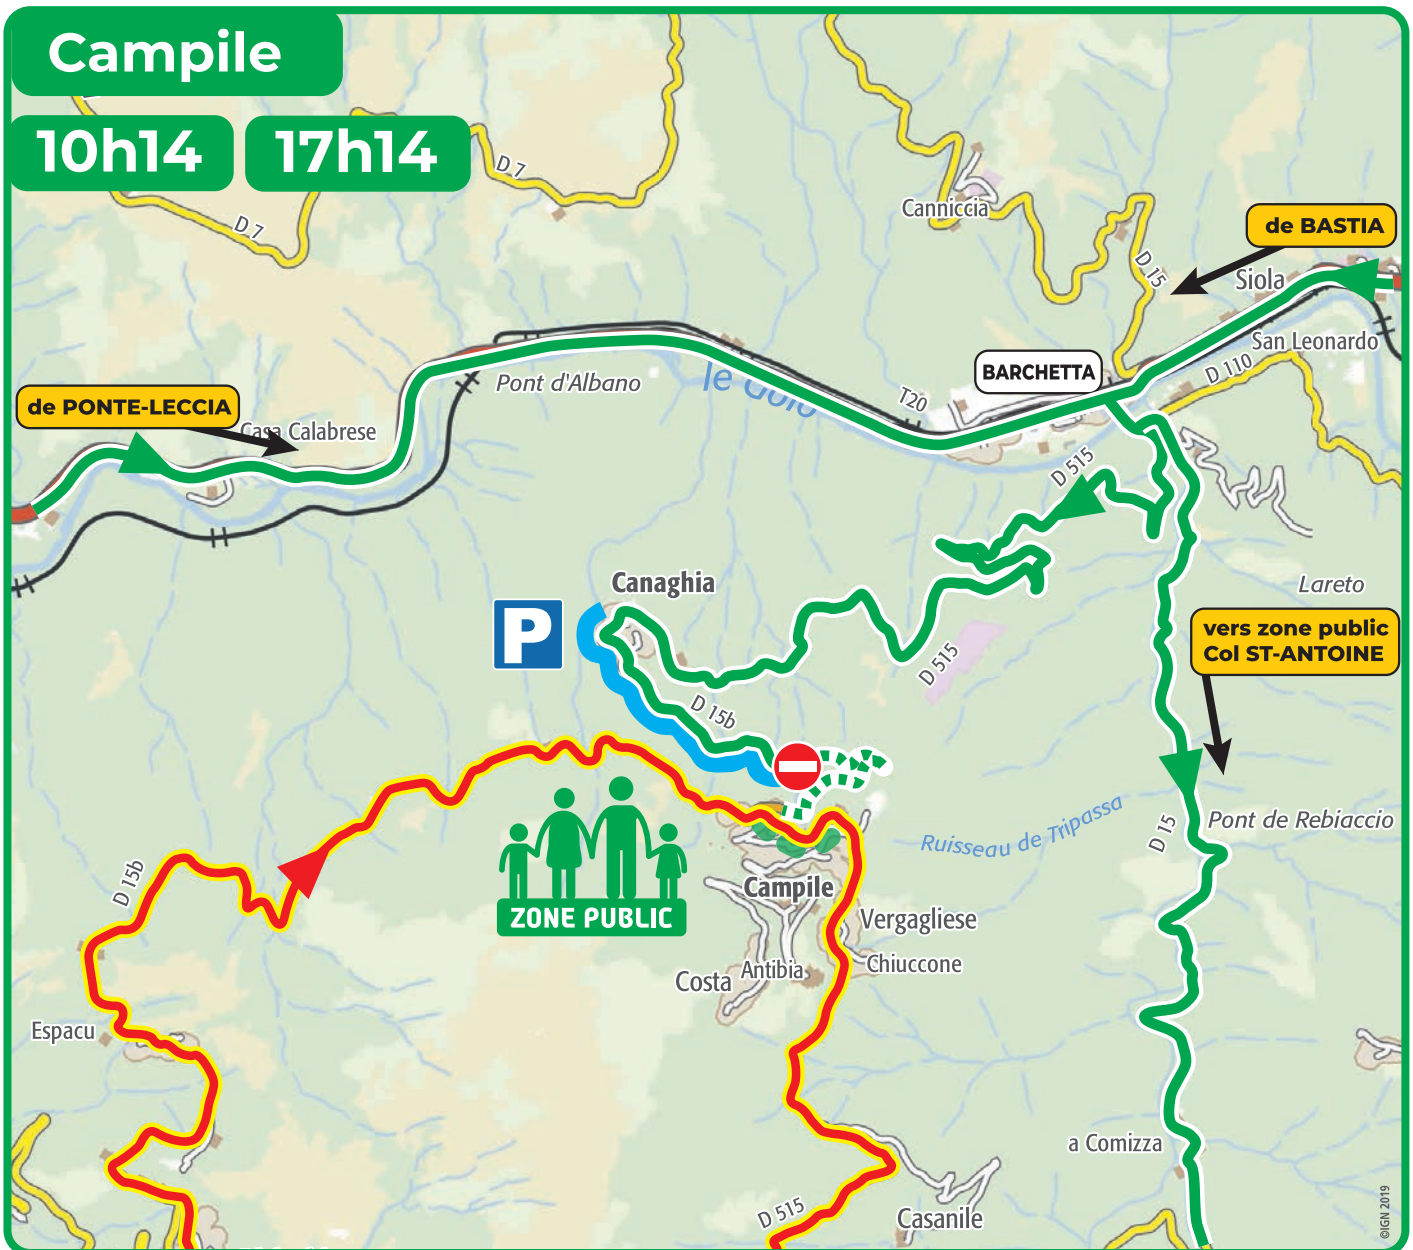 Campile
10h14
17h14
D 7
D 7
Canniccia
D 15
de BASTIA
Siola
San Leonardo
D 110
BARCHETTA
T20
Pont d'Albano
le Golo
de PONTE-LECCIA
Casa Calabrese
D 515
Canaghia
P
Lareto
vers zone public
Col ST-ANTOINE
D 515
D 15b
Ruisseau de Tripassa
Pont de Rebiaccio
D 15
D 15b
ZONE PUBLIC
Campile
Vergagliese
Chiuccone
Antibia
Costa
Espacu
a Comizza
Casanile
D 515
©IGN 2019